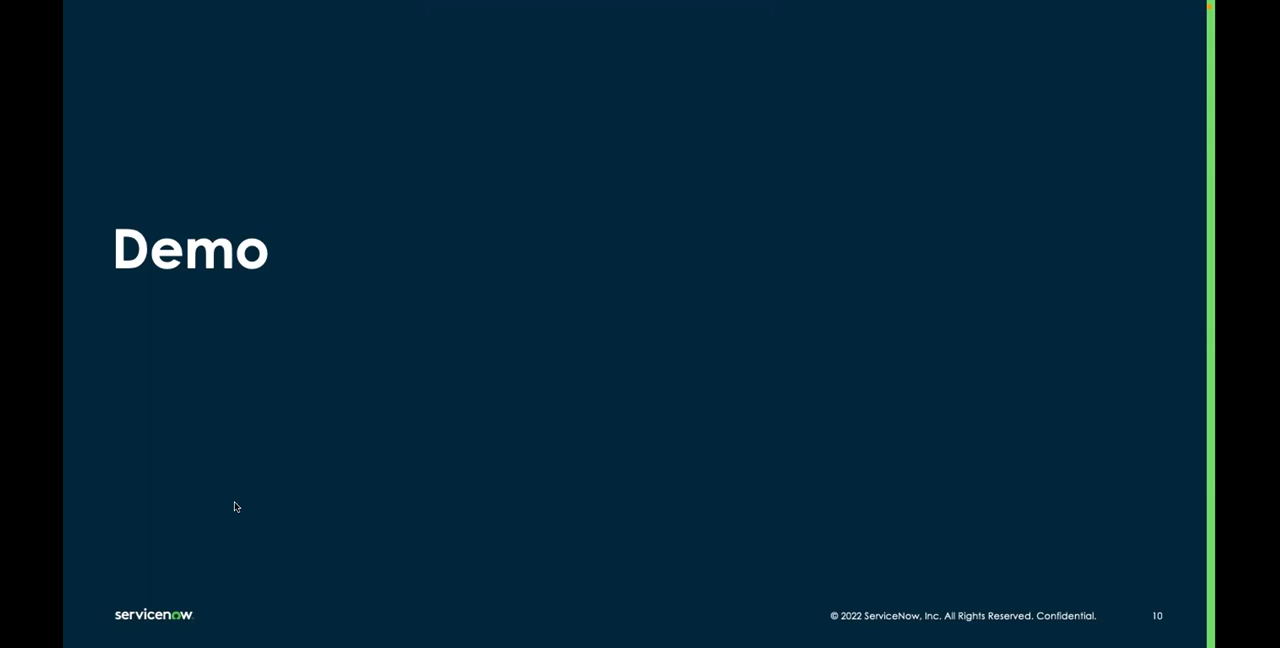 Demo
servicenow
© 2022 ServiceNow, Inc. All Rights Reserved. Confidential.
10